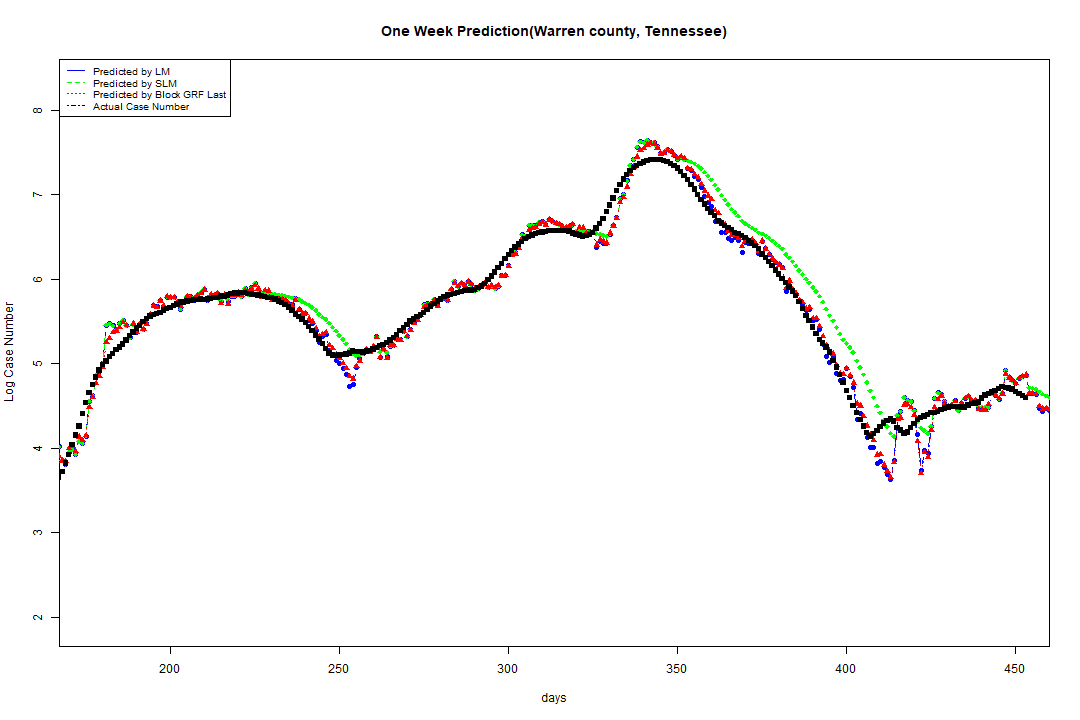 One Week Prediction(Warren county, Tennessee)
Predicted by LM
Predicted by SLM
Predicted by Block GRF Last
Actual Case Number
Log Case Number
8
7
6
5
4
3
2
200 250 300 350 400 450
days